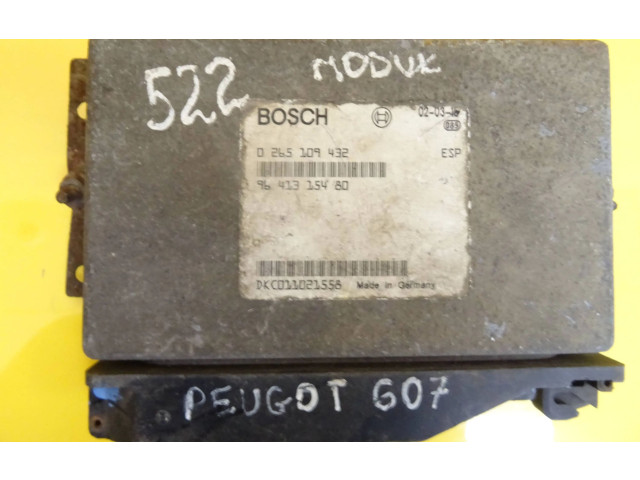 522 MODUK
BOSCH 02-03-
265
0 265 109 432 ESP
96 413 154 80
DKC011021558 Made in Germany
PEUGOT 607